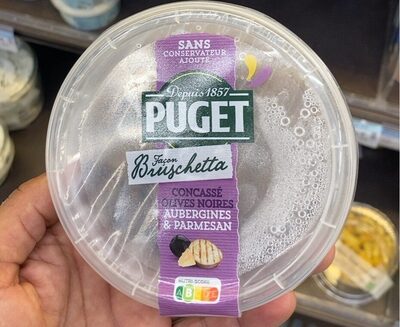 SANS
CONSERVATEUR
AJOUTÉ
Depuis 1857
PUGET
Façon
Bruschetta
CONCASSÉ
OLIVES NOIRES
AUBERGINES
& PARMESAN
NUTRI-SCORE
A B C D E